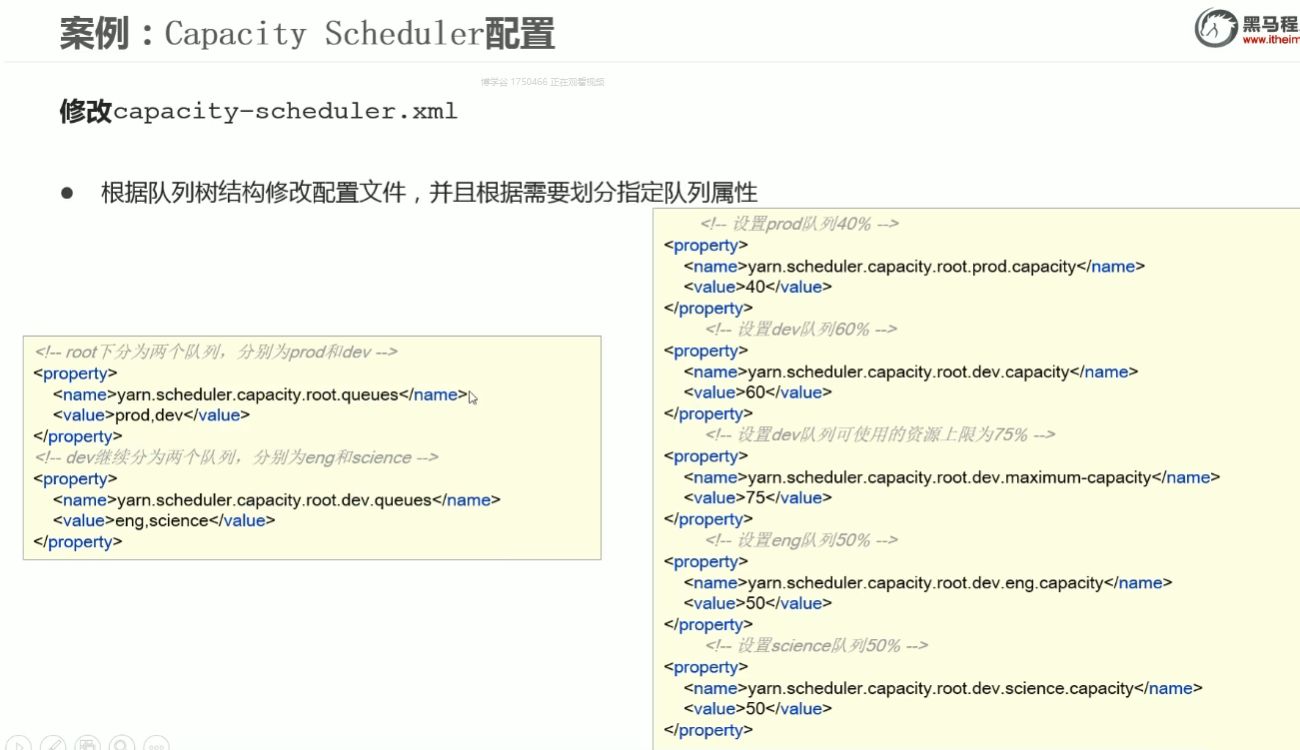 案例：Capacity Scheduler配置
黑马程
www.itheim
博学谷 1750466 正在观看视频
修改capacity-scheduler.xml
● 根据队列树结构修改配置文件，并且根据需要划分指定队列属性
<!-- root下分为两个队列，分别为prod和dev -->
<property>
<name>yarn.scheduler.capacity.root.queues</name>
<value>prod,dev</value>
</property>
<!-- dev继续分为两个队列，分别为eng和science -->
<property>
<name>yarn.scheduler.capacity.root.dev.queues</name>
<value>eng,science</value>
</property>
<!-- 设置prod队列40% -->
<property>
<name>yarn.scheduler.capacity.root.prod.capacity</name>
<value>40</value>
</property>
<!-- 设置dev队列60% -->
<property>
<name>yarn.scheduler.capacity.root.dev.capacity</name>
<value>60</value>
</property>
<!-- 设置dev队列可使用的资源上限为75% -->
<property>
<name>yarn.scheduler.capacity.root.dev.maximum-capacity</name>
<value>75</value>
</property>
<!-- 设置eng队列50% -->
<property>
<name>yarn.scheduler.capacity.root.dev.eng.capacity</name>
<value>50</value>
</property>
<!-- 设置science队列50% -->
<property>
<name>yarn.scheduler.capacity.root.dev.science.capacity</name>
<value>50</value>
</property>